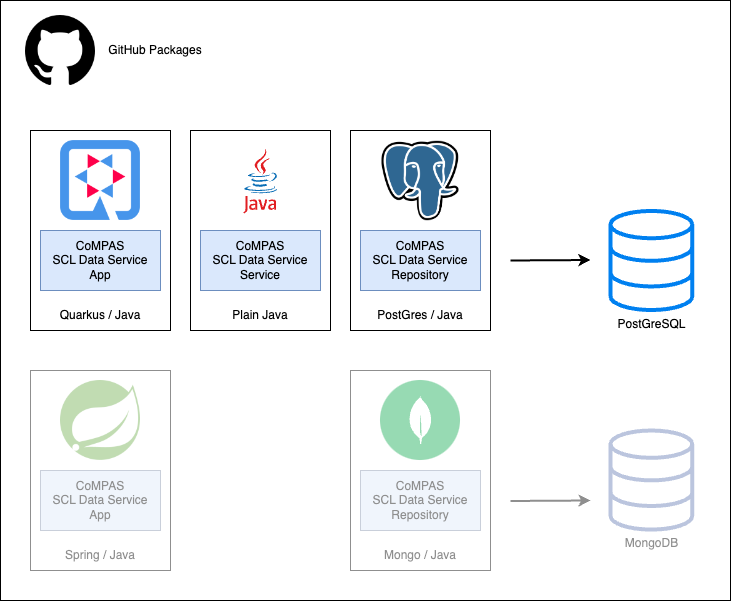 GitHub Packages
Java
CoMPAS
SCL Data Service
App
Quarkus / Java
CoMPAS
SCL Data Service
Service
Plain Java
CoMPAS
SCL Data Service
Repository
PostGres / Java
PostGreSQL
CoMPAS
SCL Data Service
App
Spring / Java
CoMPAS
SCL Data Service
Repository
Mongo / Java
MongoDB